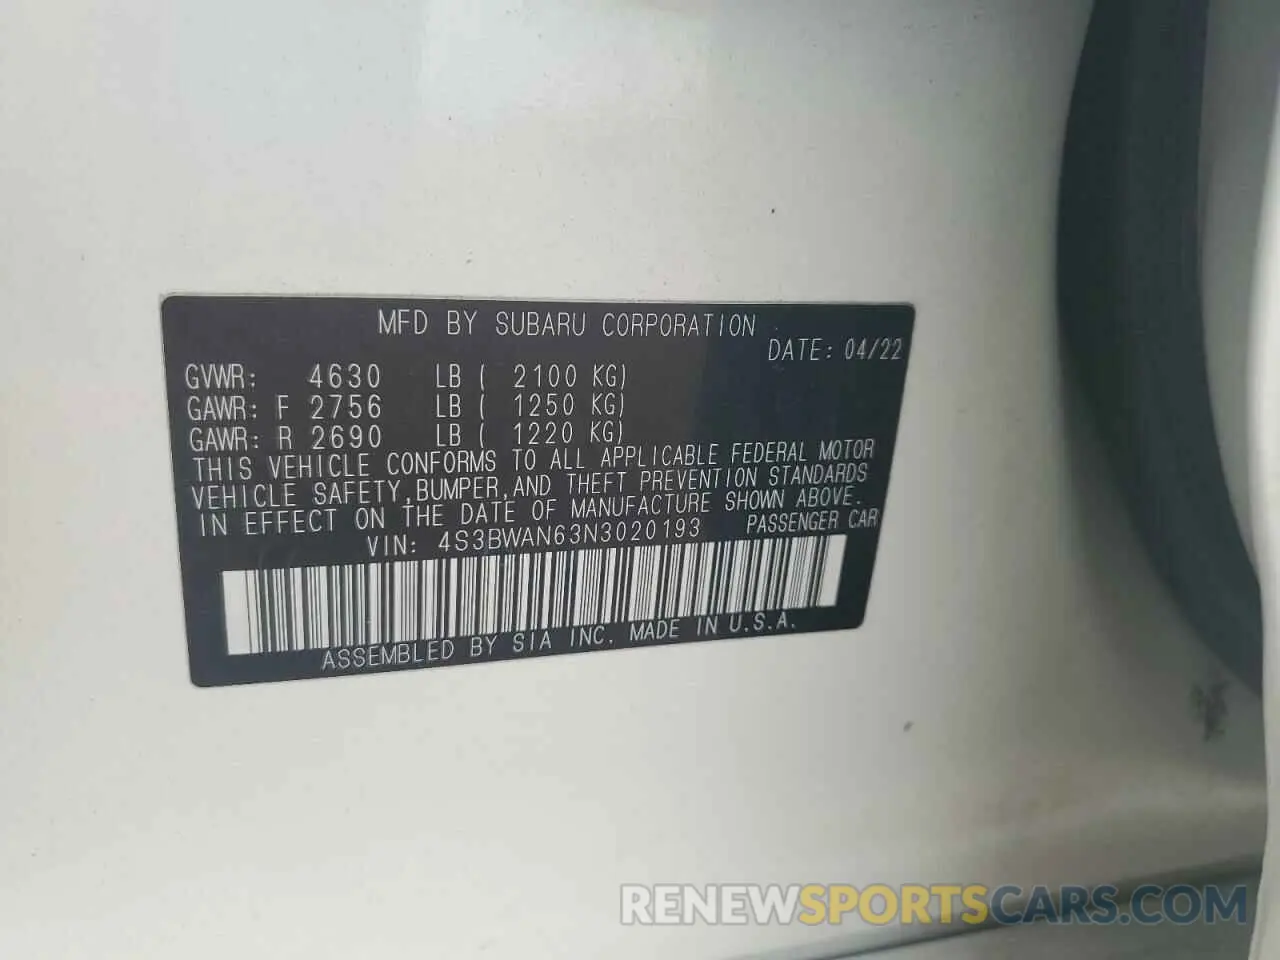 MFD BY SUBARU CORPORATION
DATE: 04/22
GVWR: 4630 LB ( 2100 KG)
GAWR: F 2756 LB ( 1250 KG)
GAWR: R 2690 LB ( 1220 KG)
THIS VEHICLE CONFORMS TO ALL APPLICABLE FEDERAL MOTOR
VEHICLE SAFETY,BUMPER,AND THEFT PREVENTION STANDARDS
IN EFFECT ON THE DATE OF MANUFACTURE SHOWN ABOVE.
VIN: 4S3BWAN63N3020193 PASSENGER CAR
ASSEMBLED BY SIA INC. MADE IN U.S.A.
RENEWSPORTSCARS.COM